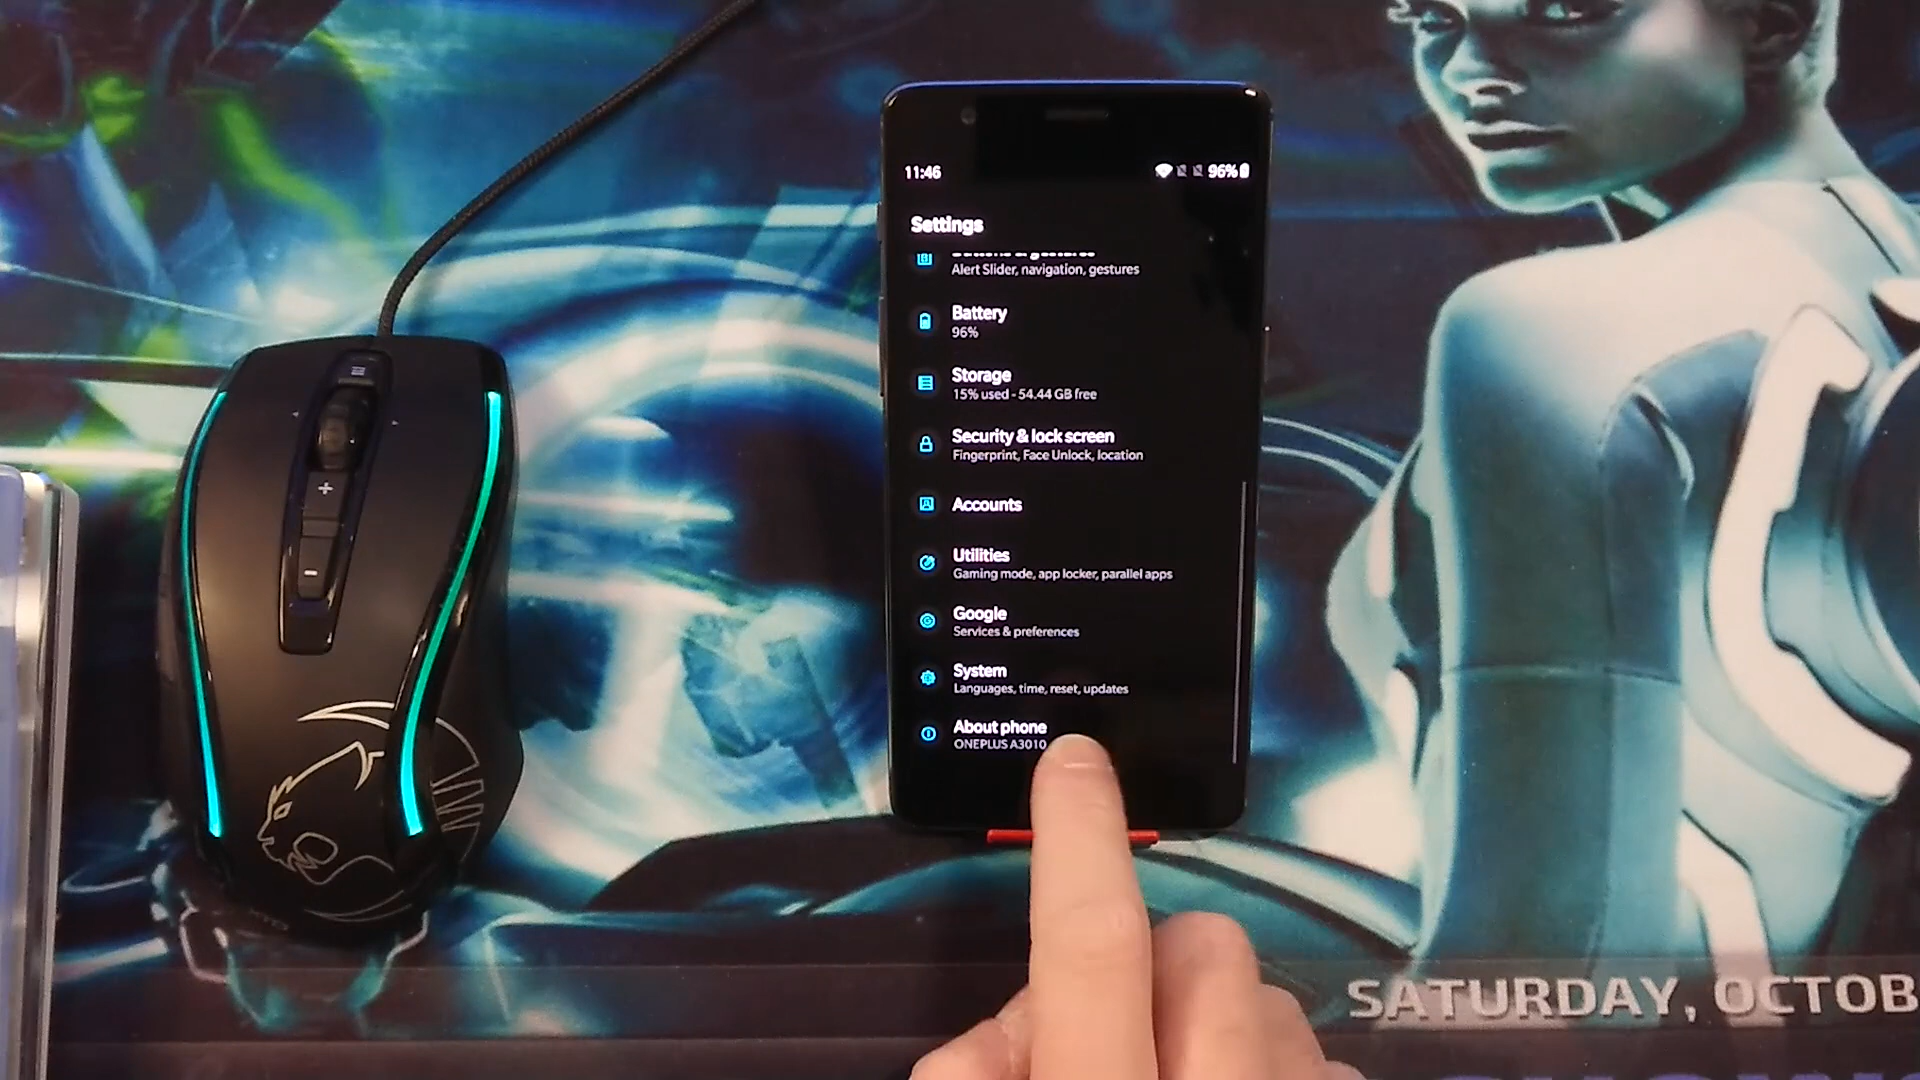 11:46
96%
Settings
Alert Slider, navigation, gestures
Battery
96%
Storage
15% used - 54.44 GB free
Security & lock screen
Fingerprint, Face Unlock, location
Accounts
Utilities
Gaming mode, app locker, parallel apps
Google
Services & preferences
System
Languages, time, reset, updates
About phone
ONEPLUS A3010
+
-
SATURDAY, OCTOB